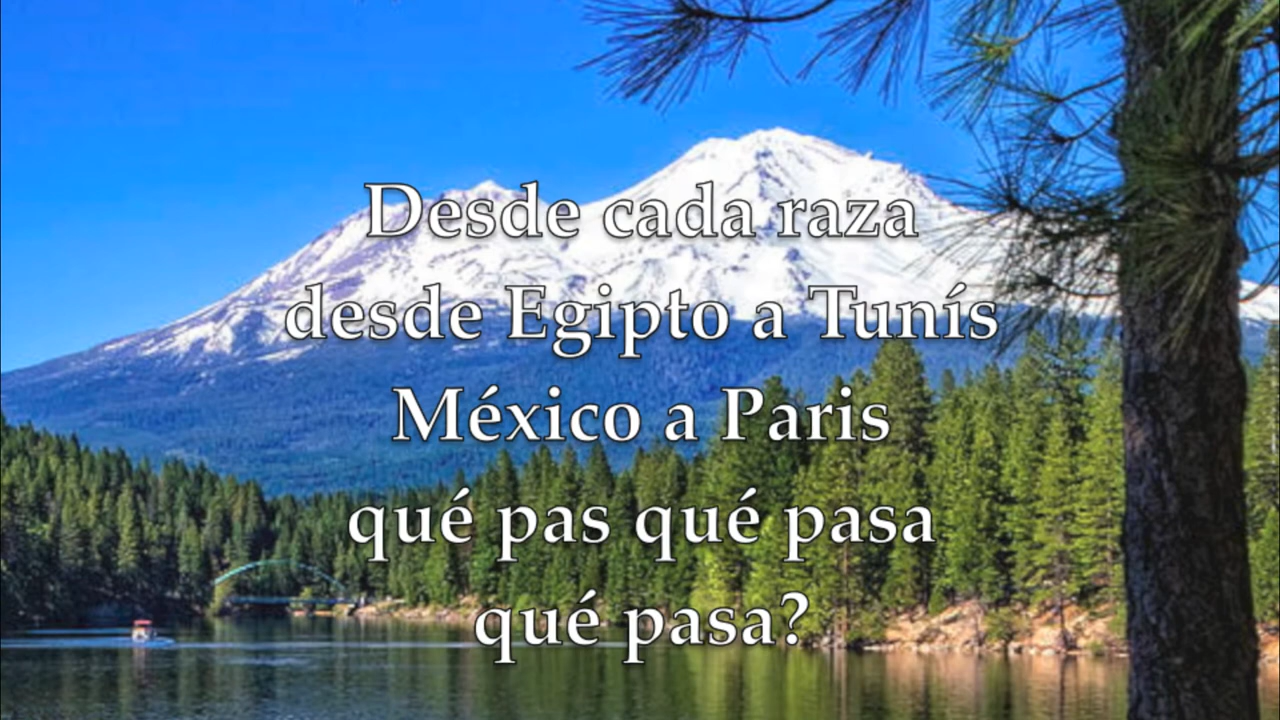 Desde cada raza
desde Egipto a Tunís
México a Paris
qué pas qué pasa
qué pasa?